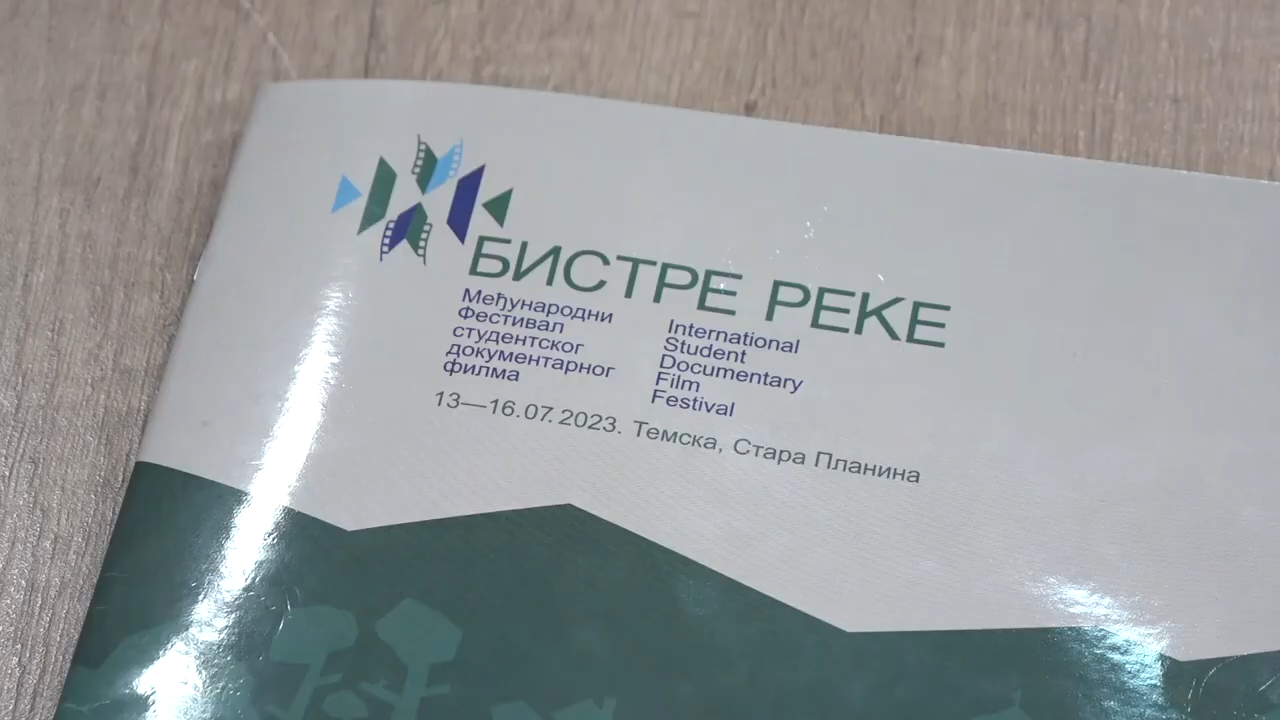 БИСТРЕ РЕКЕ
Међународни
фестивал
студентског
документарног
филма
International
Student
Documentary
Film
Festival
13—16.07.2023. Темска, Стара Планина